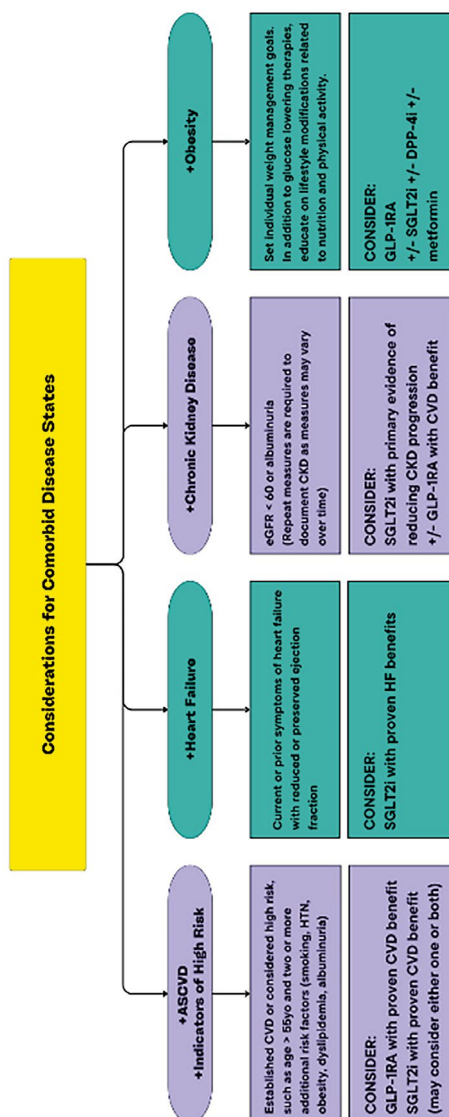 Considerations for Comorbid Disease States
+ASCVD
+Indicators of High Risk
Established CVD or considered high risk,
such as age > 55yo and two or more
additional risk factors (smoking, HTN,
obesity, dyslipidemia, albuminuria)
CONSIDER:
GLP-1RA with proven CVD benefit
SGLT2i with proven CVD benefit
(may consider either one or both)
+Heart Failure
Current or prior symptoms of heart failure
with reduced or preserved ejection
fraction
CONSIDER:
SGLT2i with proven HF benefits
+Chronic Kidney Disease
eGFR < 60 or albuminuria
(Repeat measures are required to
document CKD as measures may vary
over time)
CONSIDER:
SGLT2i with primary evidence of
reducing CKD progression
+/- GLP-1RA with CVD benefit
+Obesity
Set individual weight management goals.
In addition to glucose lowering therapies,
educate on lifestyle modifications related
to nutrition and physical activity.
CONSIDER:
GLP-1RA
+/- SGLT2i +/- DPP-4i +/-
metformin